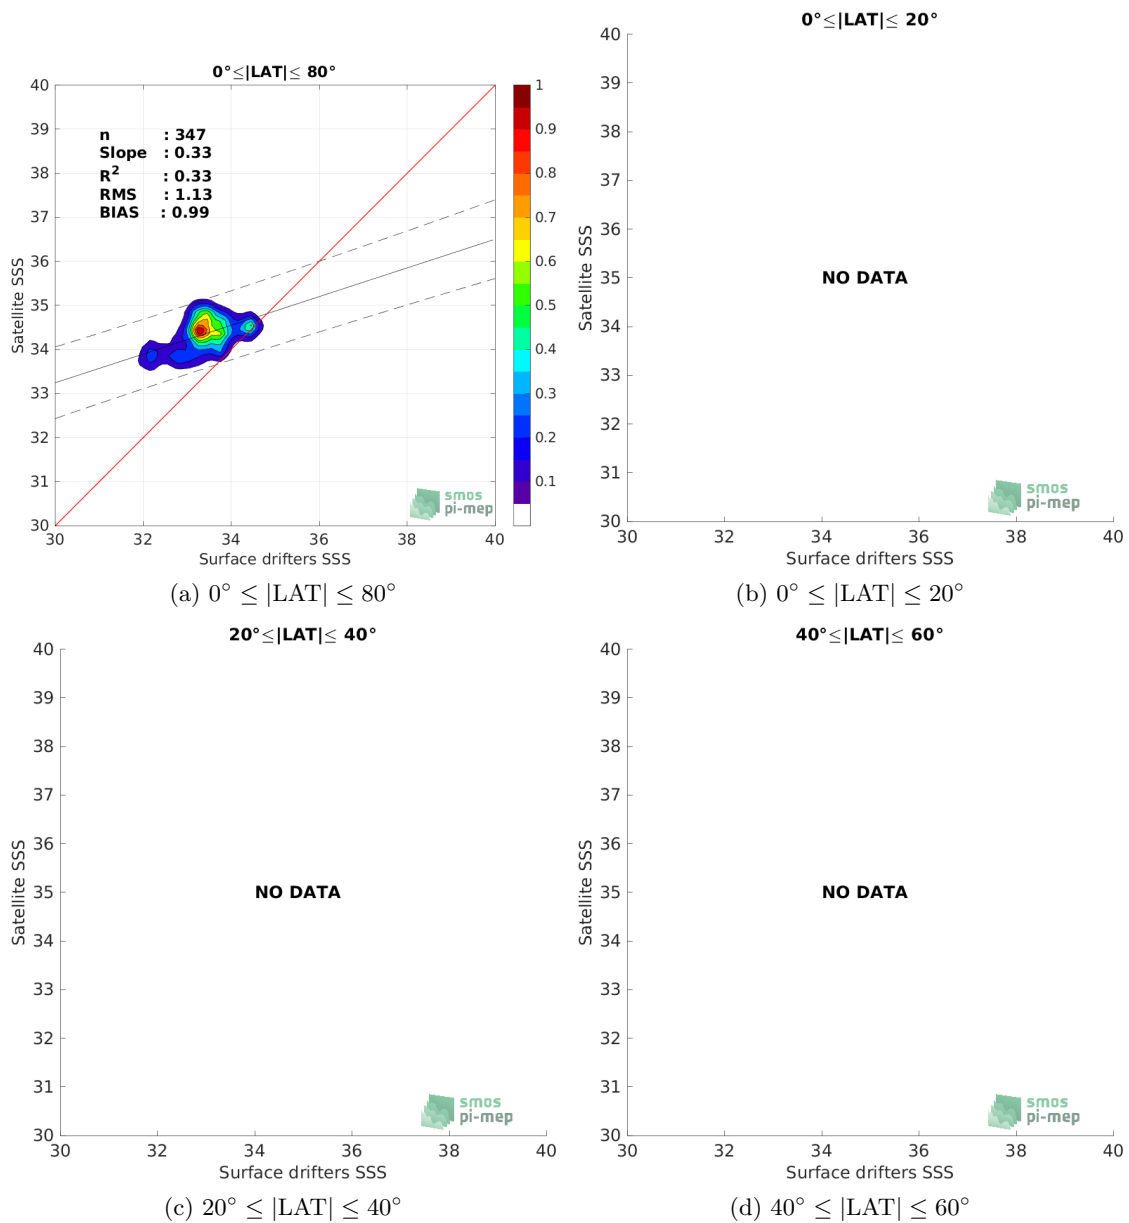 0°≤|LAT|≤ 80°
40
39
38
37
36
35
34
33
32
31
30
Satellite SSS
n : 347
Slope : 0.33
R² : 0.33
RMS : 1.13
BIAS : 0.99
smos
pi-mep
30 32 34 36 38 40
Surface drifters SSS
1
0.9
0.8
0.7
0.6
0.5
0.4
0.3
0.2
0.1
(a) 0° ≤ |LAT| ≤ 80°
0°≤|LAT|≤ 20°
40
39
38
37
36
35
34
33
32
31
30
Satellite SSS
NO DATA
smos
pi-mep
30 32 34 36 38 40
Surface drifters SSS
(b) 0° ≤ |LAT| ≤ 20°
20°≤|LAT|≤ 40°
40
39
38
37
36
35
34
33
32
31
30
Satellite SSS
NO DATA
smos
pi-mep
30 32 34 36 38 40
Surface drifters SSS
(c) 20° ≤ |LAT| ≤ 40°
40°≤|LAT|≤ 60°
40
39
38
37
36
35
34
33
32
31
30
Satellite SSS
NO DATA
smos
pi-mep
30 32 34 36 38 40
Surface drifters SSS
(d) 40° ≤ |LAT| ≤ 60°